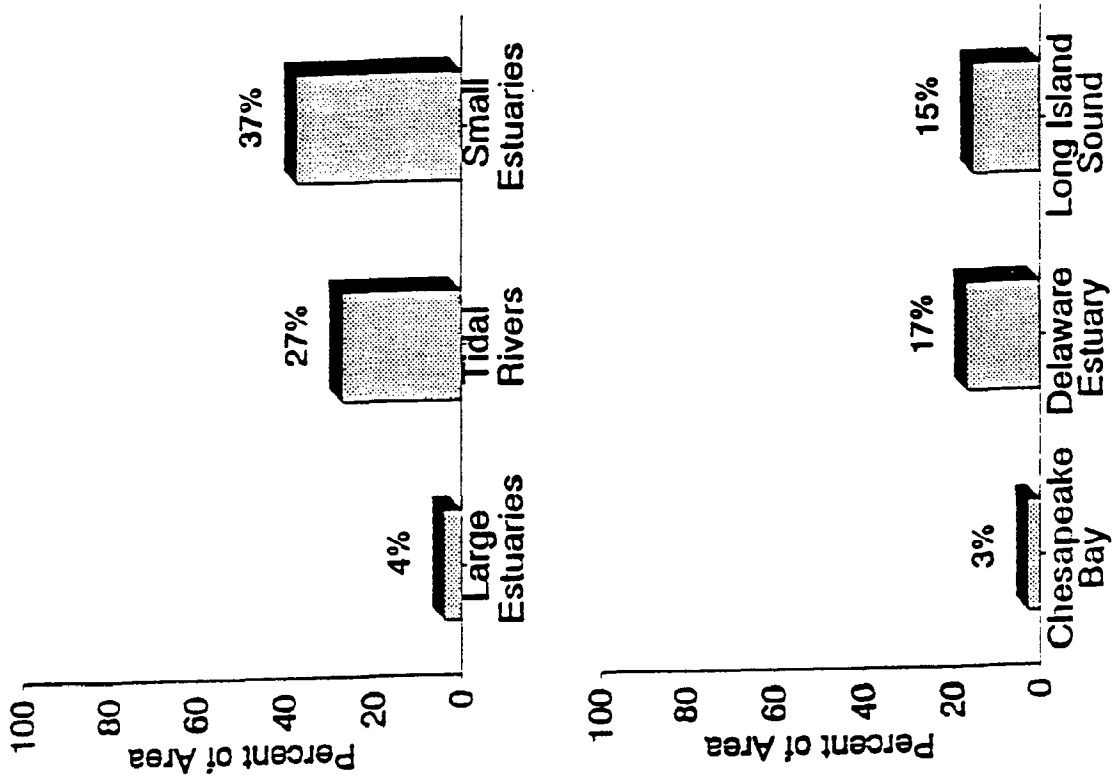 100
80
60
40
20
0
Percent of Area
4%
27%
37%
Large
Estuaries
Tidal
Rivers
Small
Estuaries
100
80
60
40
20
0
Percent of Area
3%
17%
15%
Chesapeake
Bay
Delaware
Estuary
Long Island
Sound